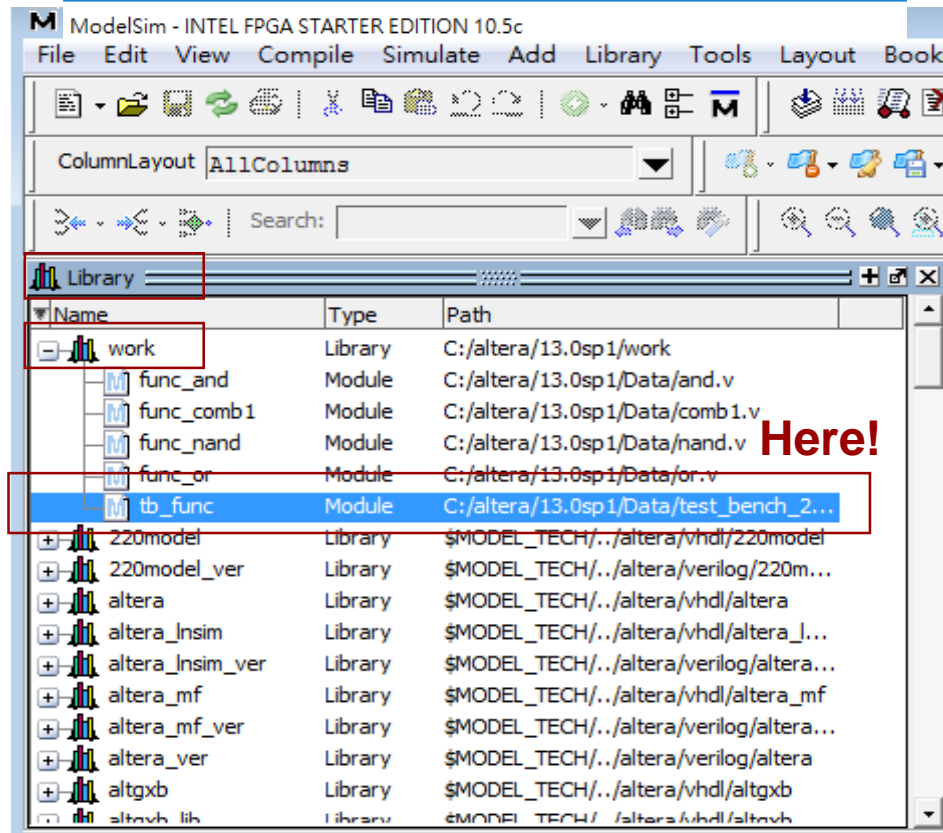 M ModelSim - INTEL FPGA STARTER EDITION 10.5c
File Edit View Compile Simulate Add Library Tools Layout Book
ColumnLayout AllColumns
Search:
Library
Name Type Path
work Library C:/altera/13.0sp1/work
func_and Module C:/altera/13.0sp1/Data/and.v
func_comb1 Module C:/altera/13.0sp1/Data/comb1.v
func_nand Module C:/altera/13.0sp1/Data/nand.v
Here!
func_or Module C:/altera/13.0sp1/Data/or.v
tb_func Module C:/altera/13.0sp1/Data/test_bench_2...
220model Library $MODEL_TECH/../altera/vhdl/220model
220model_ver Library $MODEL_TECH/../altera/verilog/220m...
altera Library $MODEL_TECH/../altera/vhdl/altera
altera_lnsim Library $MODEL_TECH/../altera/vhdl/altera_l...
altera_lnsim_ver Library $MODEL_TECH/../altera/verilog/altera...
altera_mf Library $MODEL_TECH/../altera/vhdl/altera_mf
altera_mf_ver Library $MODEL_TECH/../altera/verilog/altera...
altera_ver Library $MODEL_TECH/../altera/verilog/altera
altgxb Library $MODEL_TECH/../altera/vhdl/altgxb
altgxb_lib Library $MODEL_TECH/../altera/vhdl/altgxb